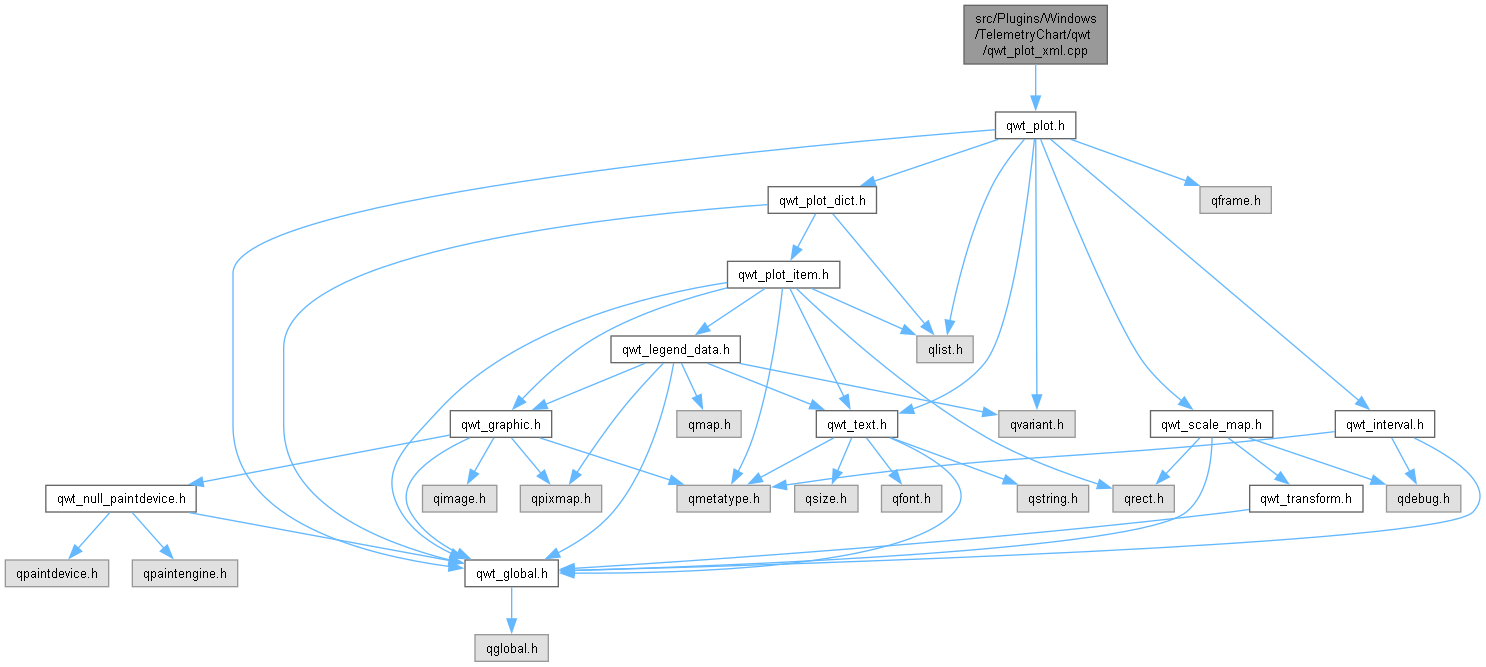 src/Plugins/Windows
/TelemetryChart/qwt
/qwt_plot_xml.cpp
qwt_plot.h
qwt_plot_dict.h
qframe.h
qwt_plot_item.h
qwt_legend_data.h
qlist.h
qwt_graphic.h
qmap.h
qwt_text.h
qvariant.h
qwt_scale_map.h
qwt_interval.h
qwt_null_paintdevice.h
qimage.h
qpixmap.h
qmetatype.h
qsize.h
qfont.h
qstring.h
qrect.h
qwt_transform.h
qdebug.h
qpaintdevice.h
qpaintengine.h
qwt_global.h
qglobal.h